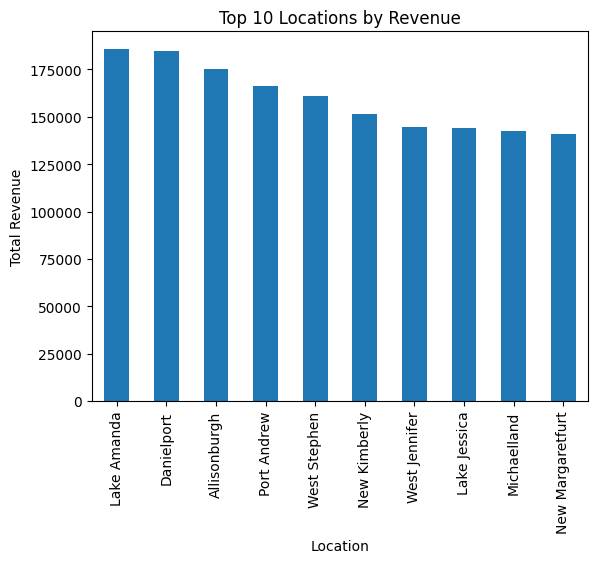 Top 10 Locations by Revenue
Total Revenue
175000
150000
125000
100000
75000
50000
25000
0
Lake Amanda
Danielport
Allisonburgh
Port Andrew
West Stephen
New Kimberly
West Jennifer
Lake Jessica
Michaelland
New Margaretfurt
Location